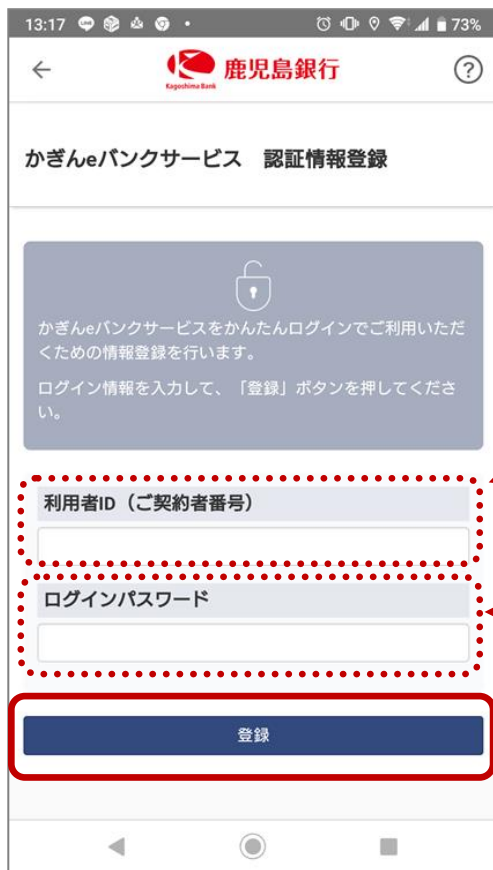 13:17 73%
鹿児島銀行
Kagoshima Bank
?
かぎんeバンクサービス 認証情報登録
かぎんeバンクサービスをかんたんログインでご利用いただ
くための情報登録を行います。
ログイン情報を入力して、「登録」ボタンを押してくださ
い。
利用者ID（ご契約者番号）
ログインパスワード
登録